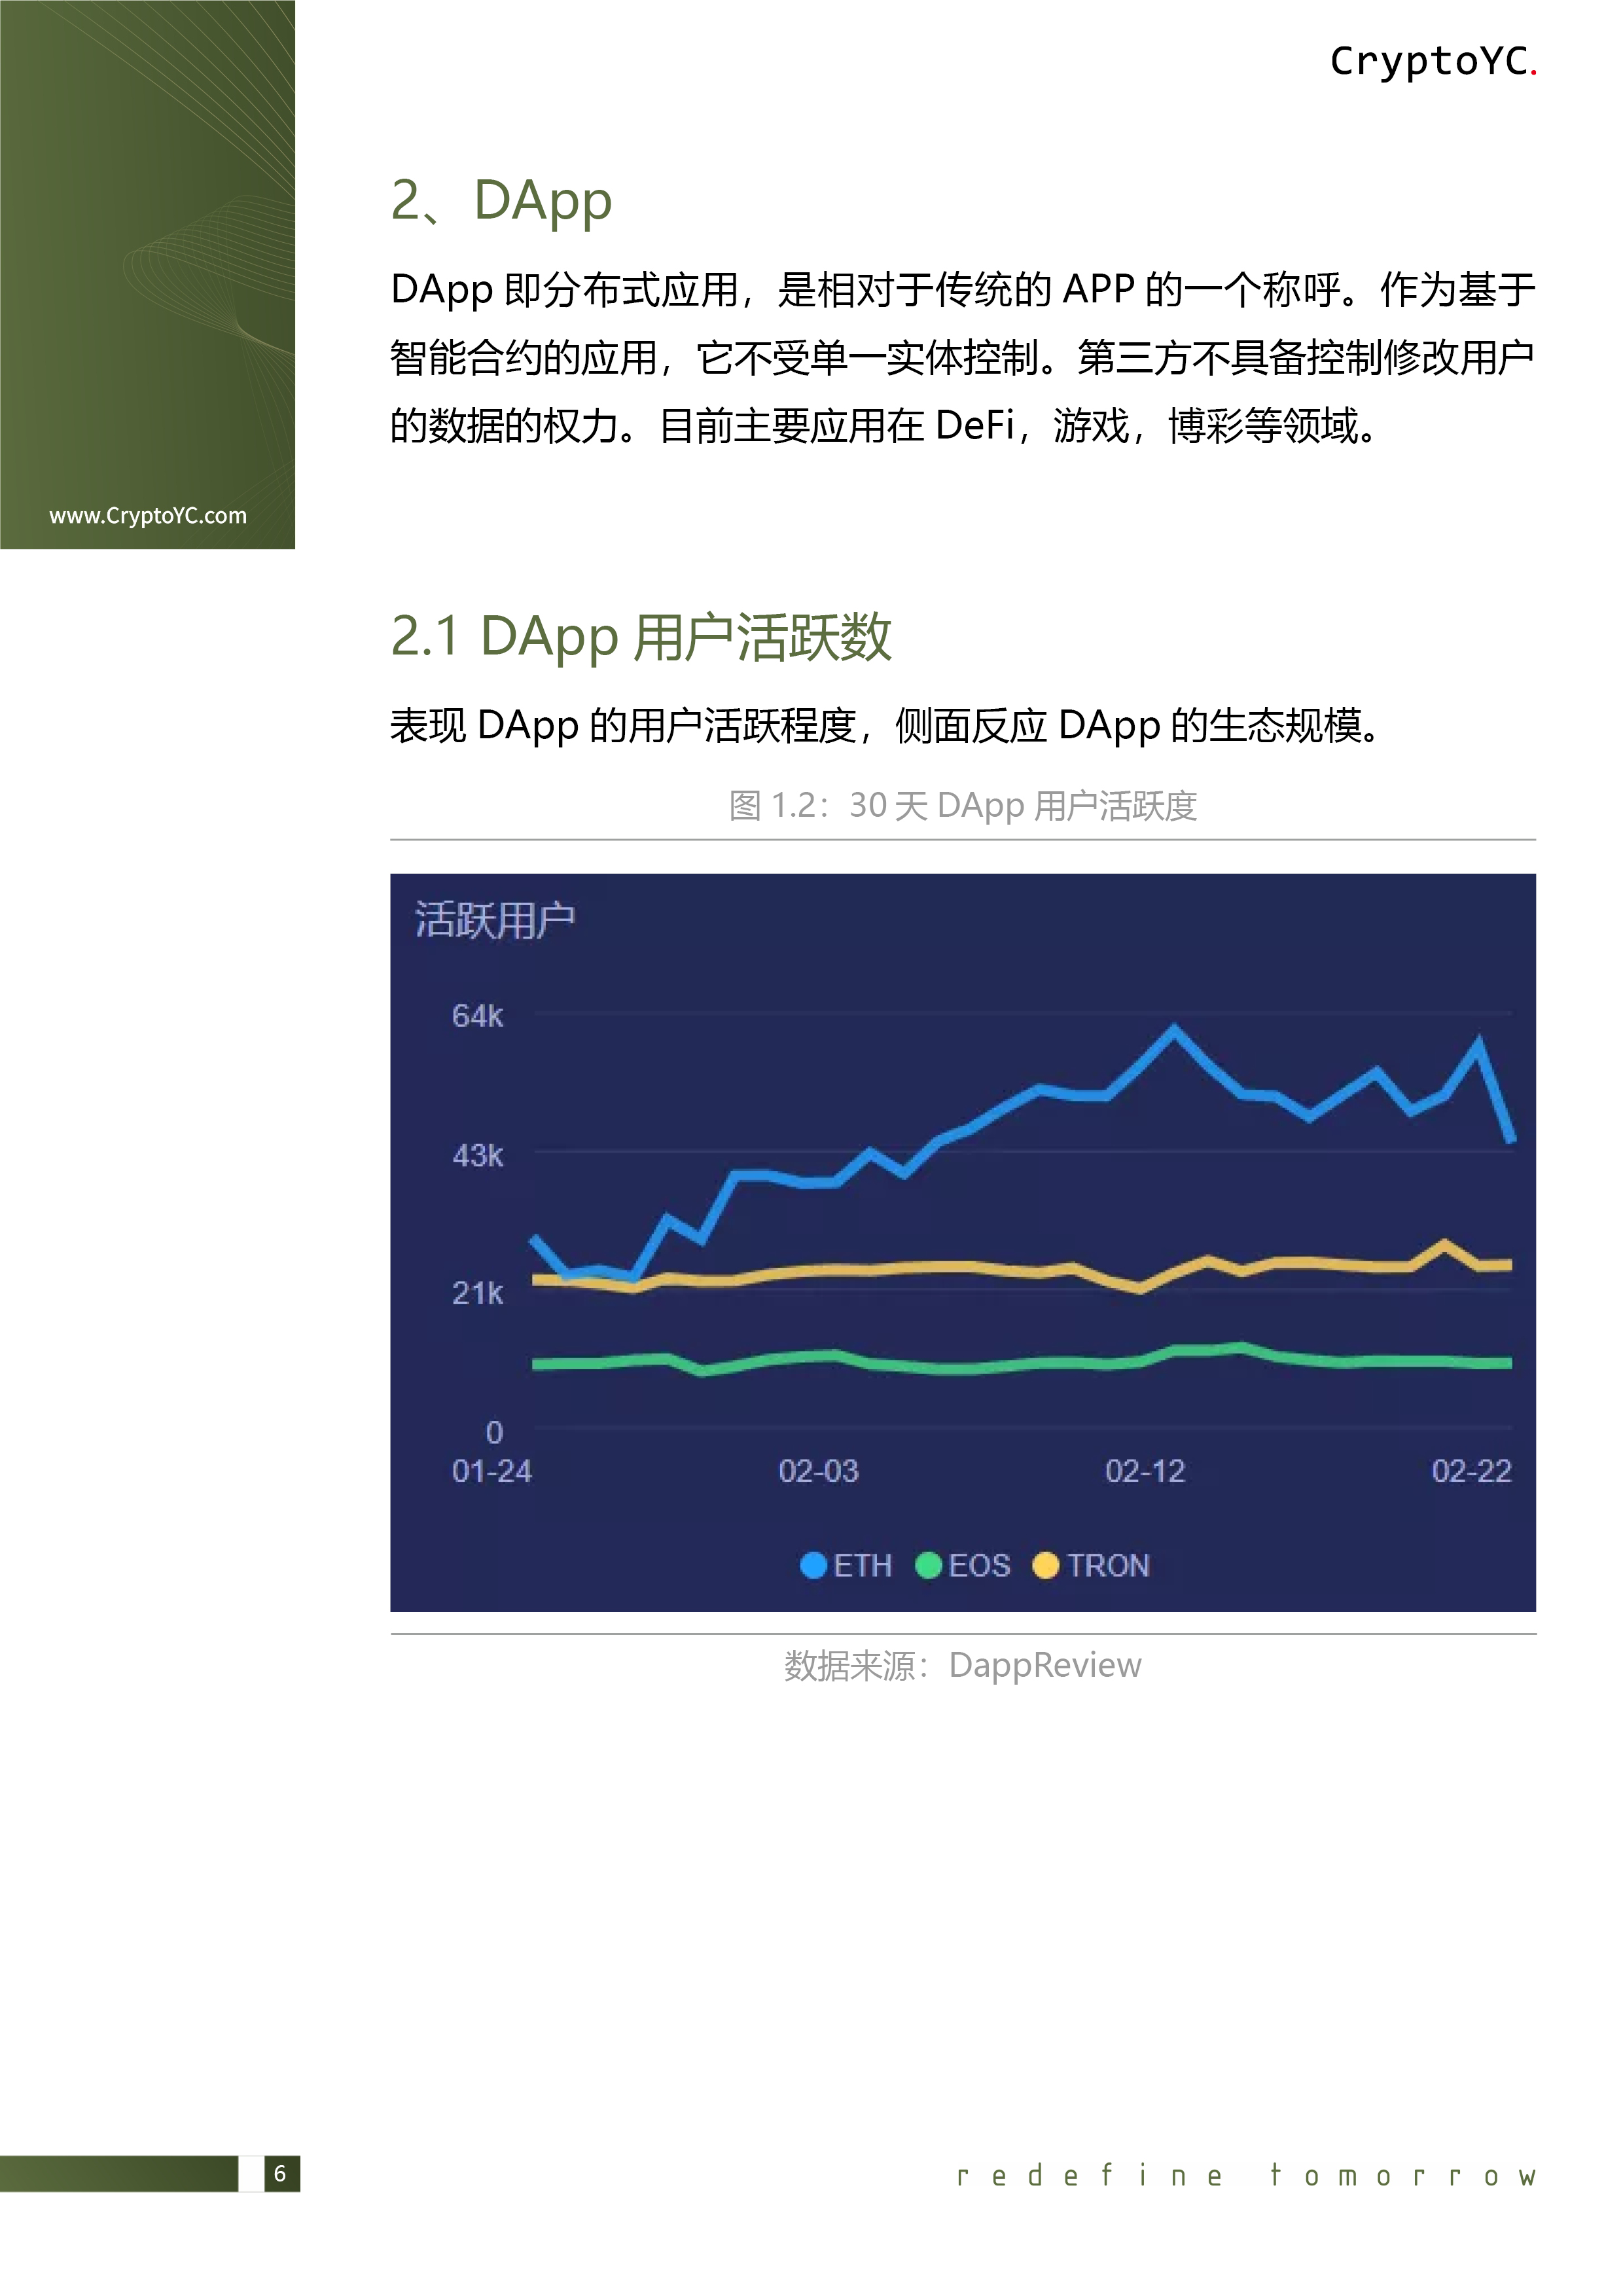 CryptoYC.
2、DApp
DApp 即分布式应用，是相对于传统的 APP 的一个称呼。作为基于
智能合约的应用，它不受单一实体控制。第三方不具备控制修改用户
的数据的权力。目前主要应用在 DeFi，游戏，博彩等领域。
www.CryptoYC.com
2.1 DApp 用户活跃数
表现 DApp 的用户活跃程度，侧面反应 DApp 的生态规模。
图 1.2：30 天 DApp 用户活跃度
活跃用户
64k
43k
21k
0
01-24 02-03 02-12 02-22
ETH EOS TRON
数据来源：DappReview
6
redefine tomorrow